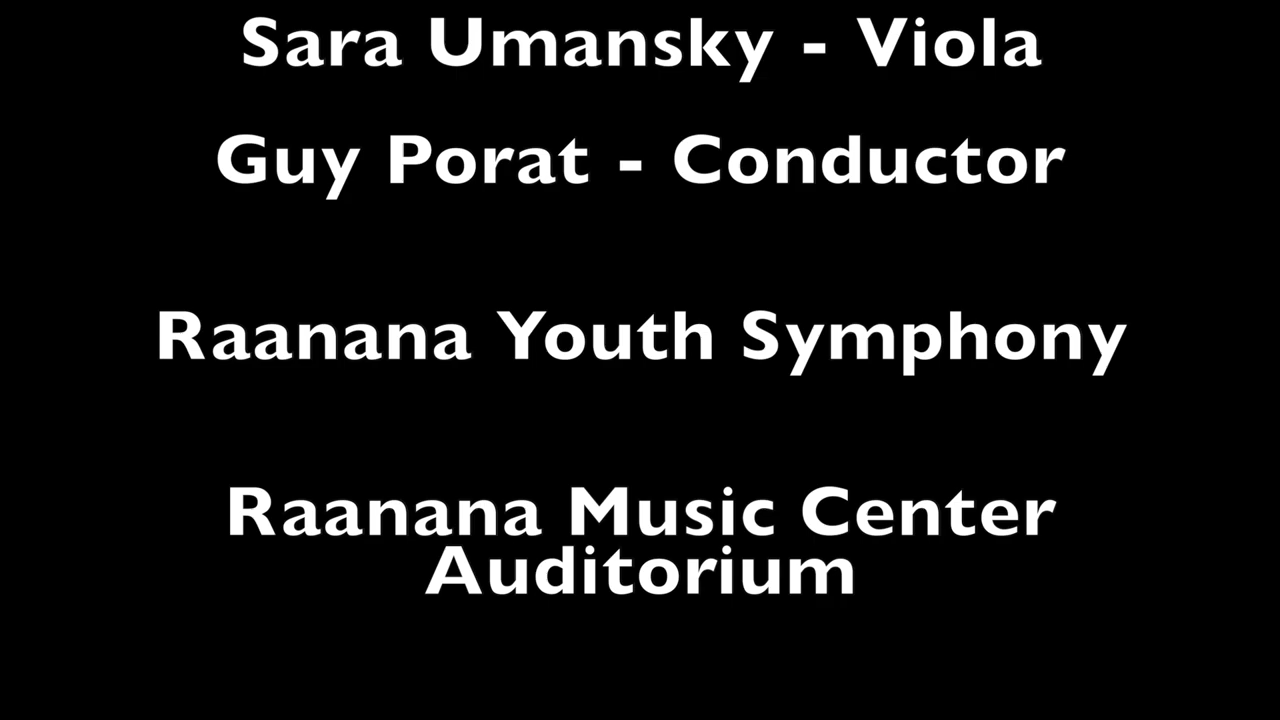 Sara Umansky - Viola
Guy Porat - Conductor
Raanana Youth Symphony
Raanana Music Center
Auditorium